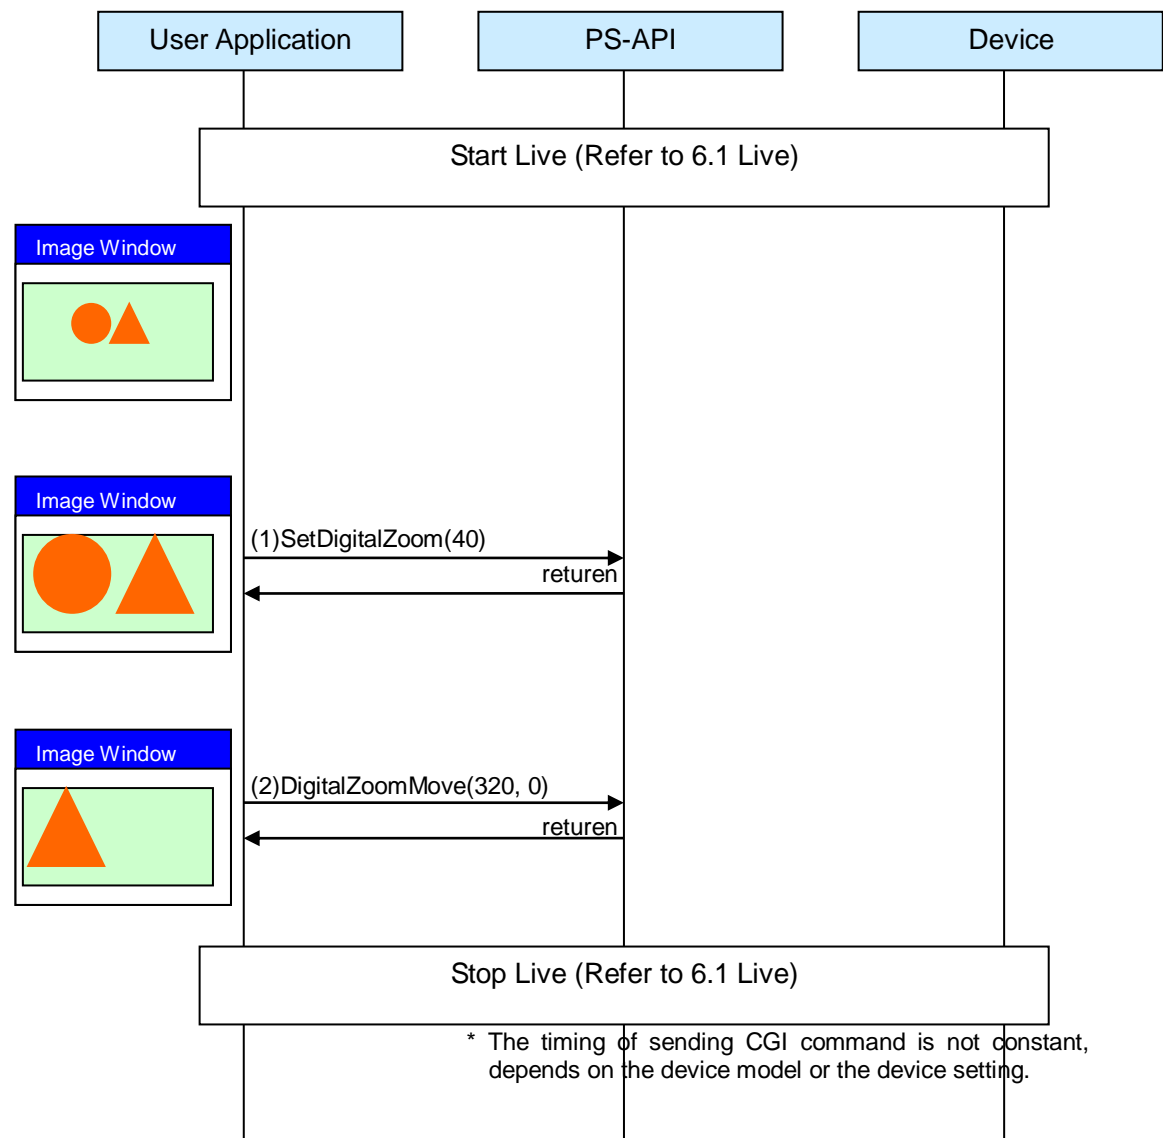 User Application
PS-API
Device
Start Live (Refer to 6.1 Live)
Image Window
Image Window
(1)SetDigitalZoom(40)
returen
Image Window
(2)DigitalZoomMove(320, 0)
returen
Stop Live (Refer to 6.1 Live)
* The timing of sending CGI command is not constant,
depends on the device model or the device setting.